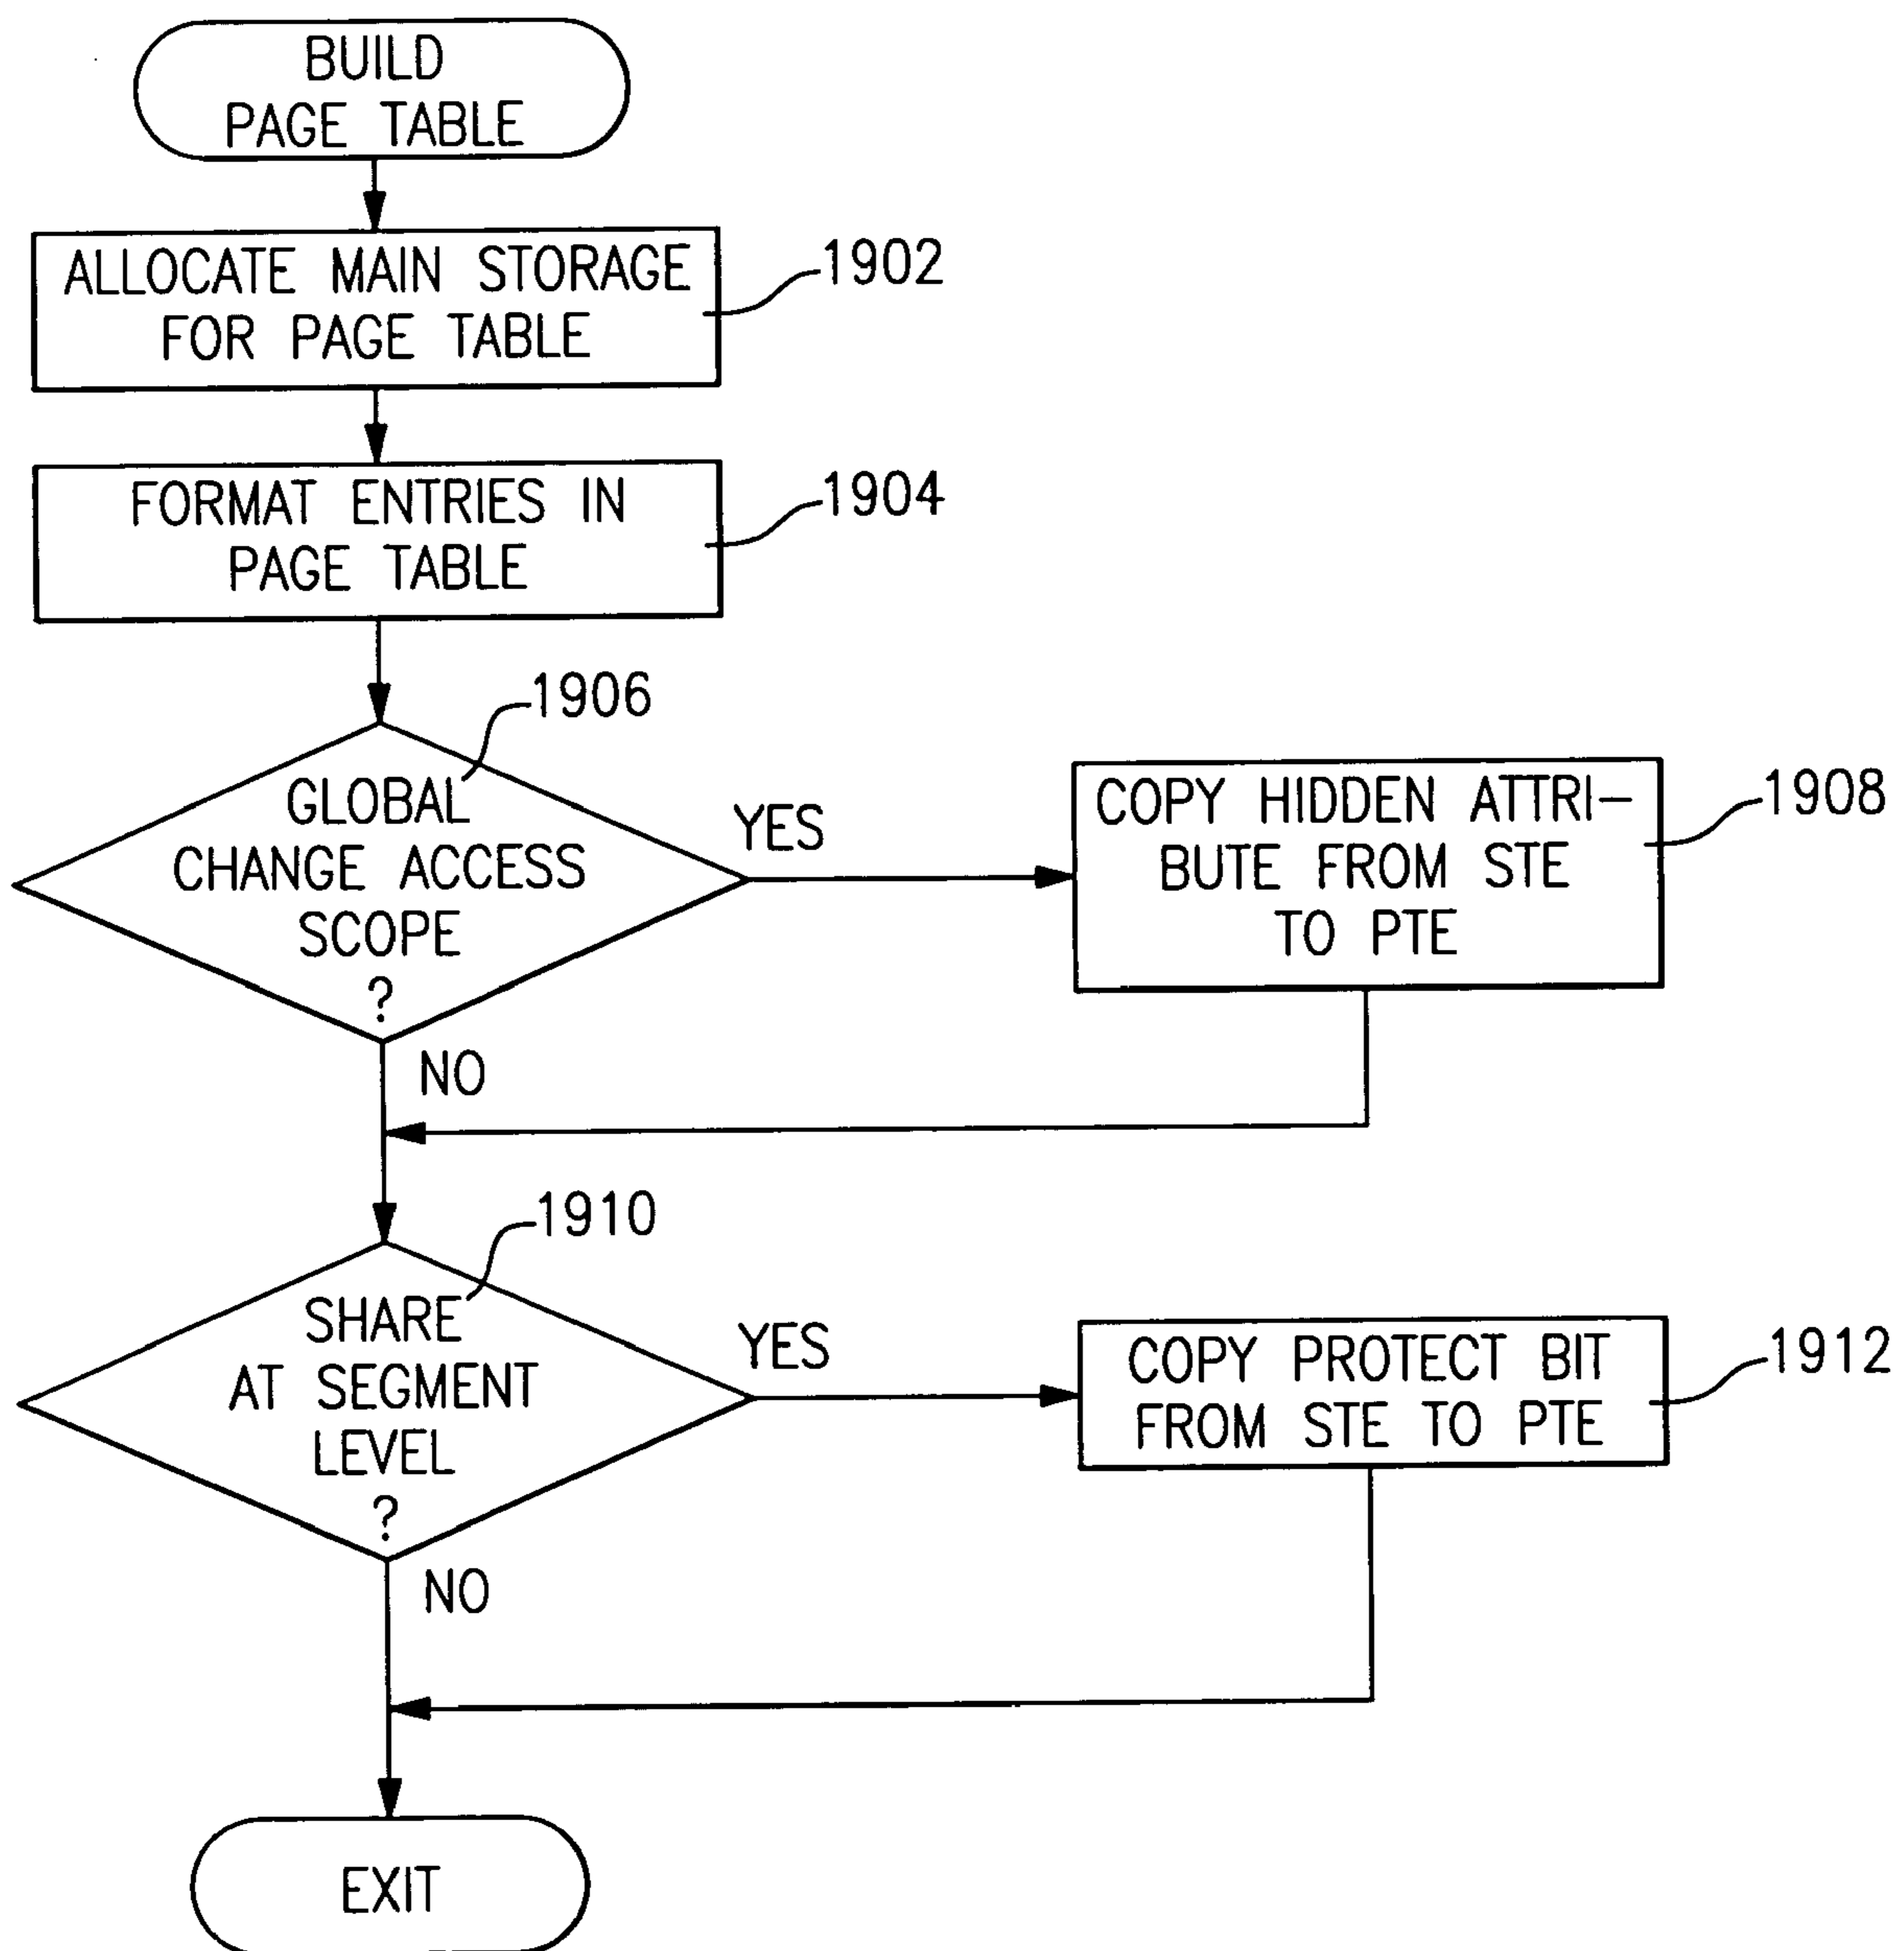 BUILD
PAGE TABLE
ALLOCATE MAIN STORAGE
FOR PAGE TABLE
1902
FORMAT ENTRIES IN
PAGE TABLE
1904
1906
GLOBAL
CHANGE ACCESS
SCOPE
?
YES
NO
COPY HIDDEN ATTRI-
BUTE FROM STE
TO PTE
1908
1910
SHARE
AT SEGMENT
LEVEL
?
YES
NO
COPY PROTECT BIT
FROM STE TO PTE
1912
EXIT